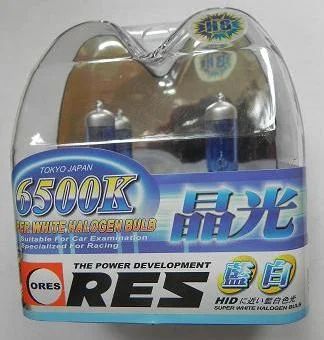 H8
H8
TOKYO JAPAN
6500K
SUPER WHITE HALOGEN BULB
Suitable For Car Examination
Specialized For Racing
晶光
THE POWER DEVELOPMENT
ORES
RES
藍白
HIDに近い藍白色光
SUPER WHITE HALOGEN BULB